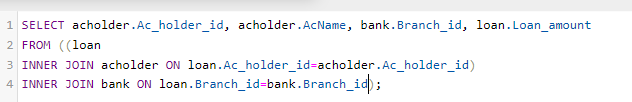 1 SELECT acholder.Ac_holder_id, acholder.AcName, bank.Branch_id, loan.Loan_amount
2 FROM ((loan
3 INNER JOIN acholder ON loan.Ac_holder_id=acholder.Ac_holder_id)
4 INNER JOIN bank ON loan.Branch_id=bank.Branch_id);